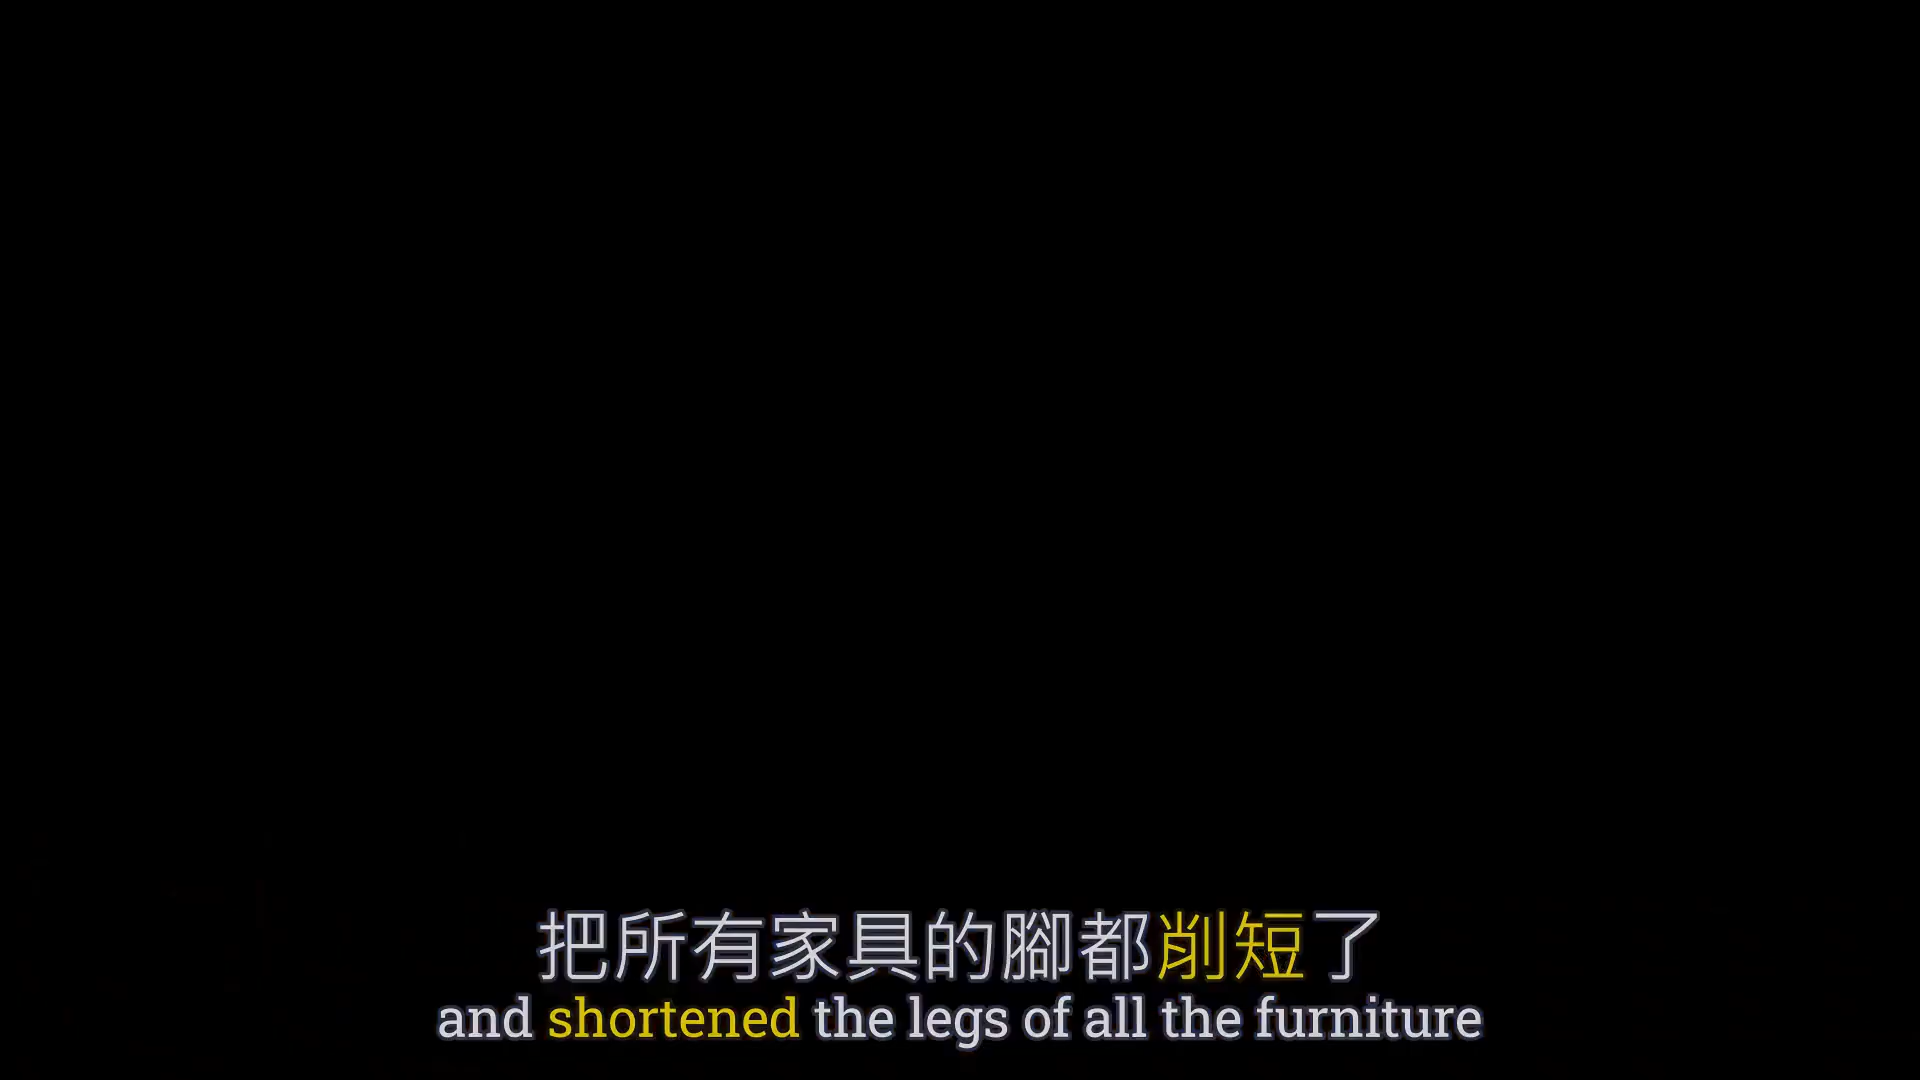 把所有家具的腳都削短了
and shortened the legs of all the furniture